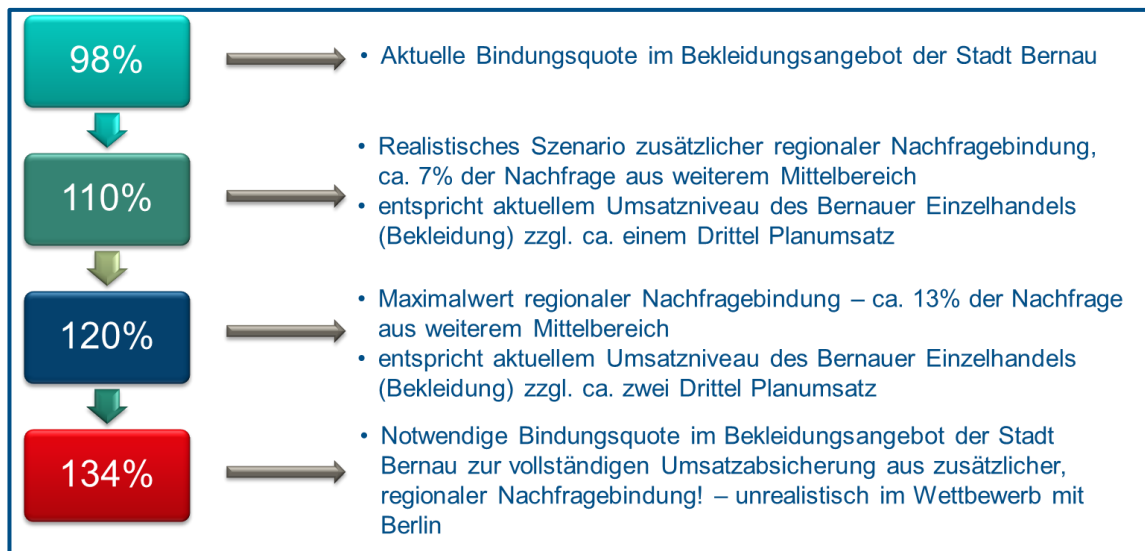 98%
• Aktuelle Bindungsquote im Bekleidungsangebot der Stadt Bernau
110%
• Realistisches Szenario zusätzlicher regionaler Nachfragebindung,
ca. 7% der Nachfrage aus weiterem Mittelbereich
• entspricht aktuellem Umsatzniveau des Bernauer Einzelhandels
(Bekleidung) zzgl. ca. einem Drittel Planumsatz
120%
• Maximalwert regionaler Nachfragebindung – ca. 13% der Nachfrage
aus weiterem Mittelbereich
• entspricht aktuellem Umsatzniveau des Bernauer Einzelhandels
(Bekleidung) zzgl. ca. zwei Drittel Planumsatz
134%
• Notwendige Bindungsquote im Bekleidungsangebot der Stadt
Bernau zur vollständigen Umsatzabsicherung aus zusätzlicher,
regionaler Nachfragebindung! – unrealistisch im Wettbewerb mit
Berlin